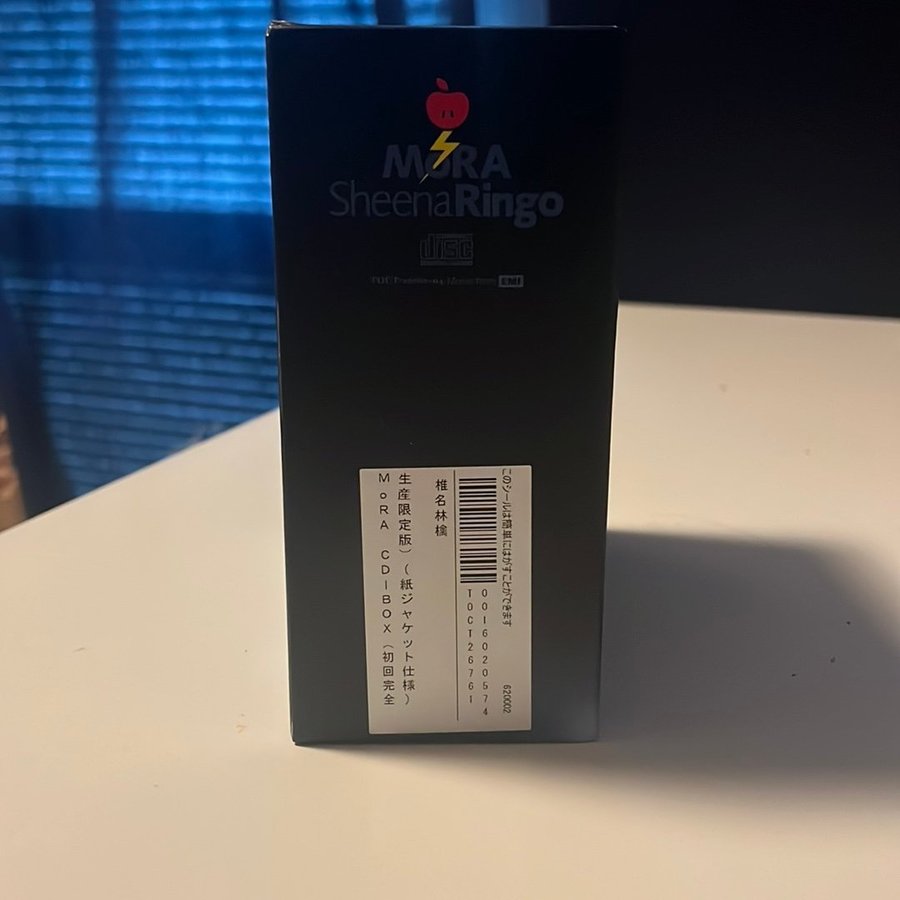 MoRA
SheenaRingo
disc
EMI
MoRA CD-BOX(初回完全
生産限定版)(紙ジャケット仕様)
椎名林檎
TOCT26761
0016020574
このシールは簡単にはがすことができます 620002